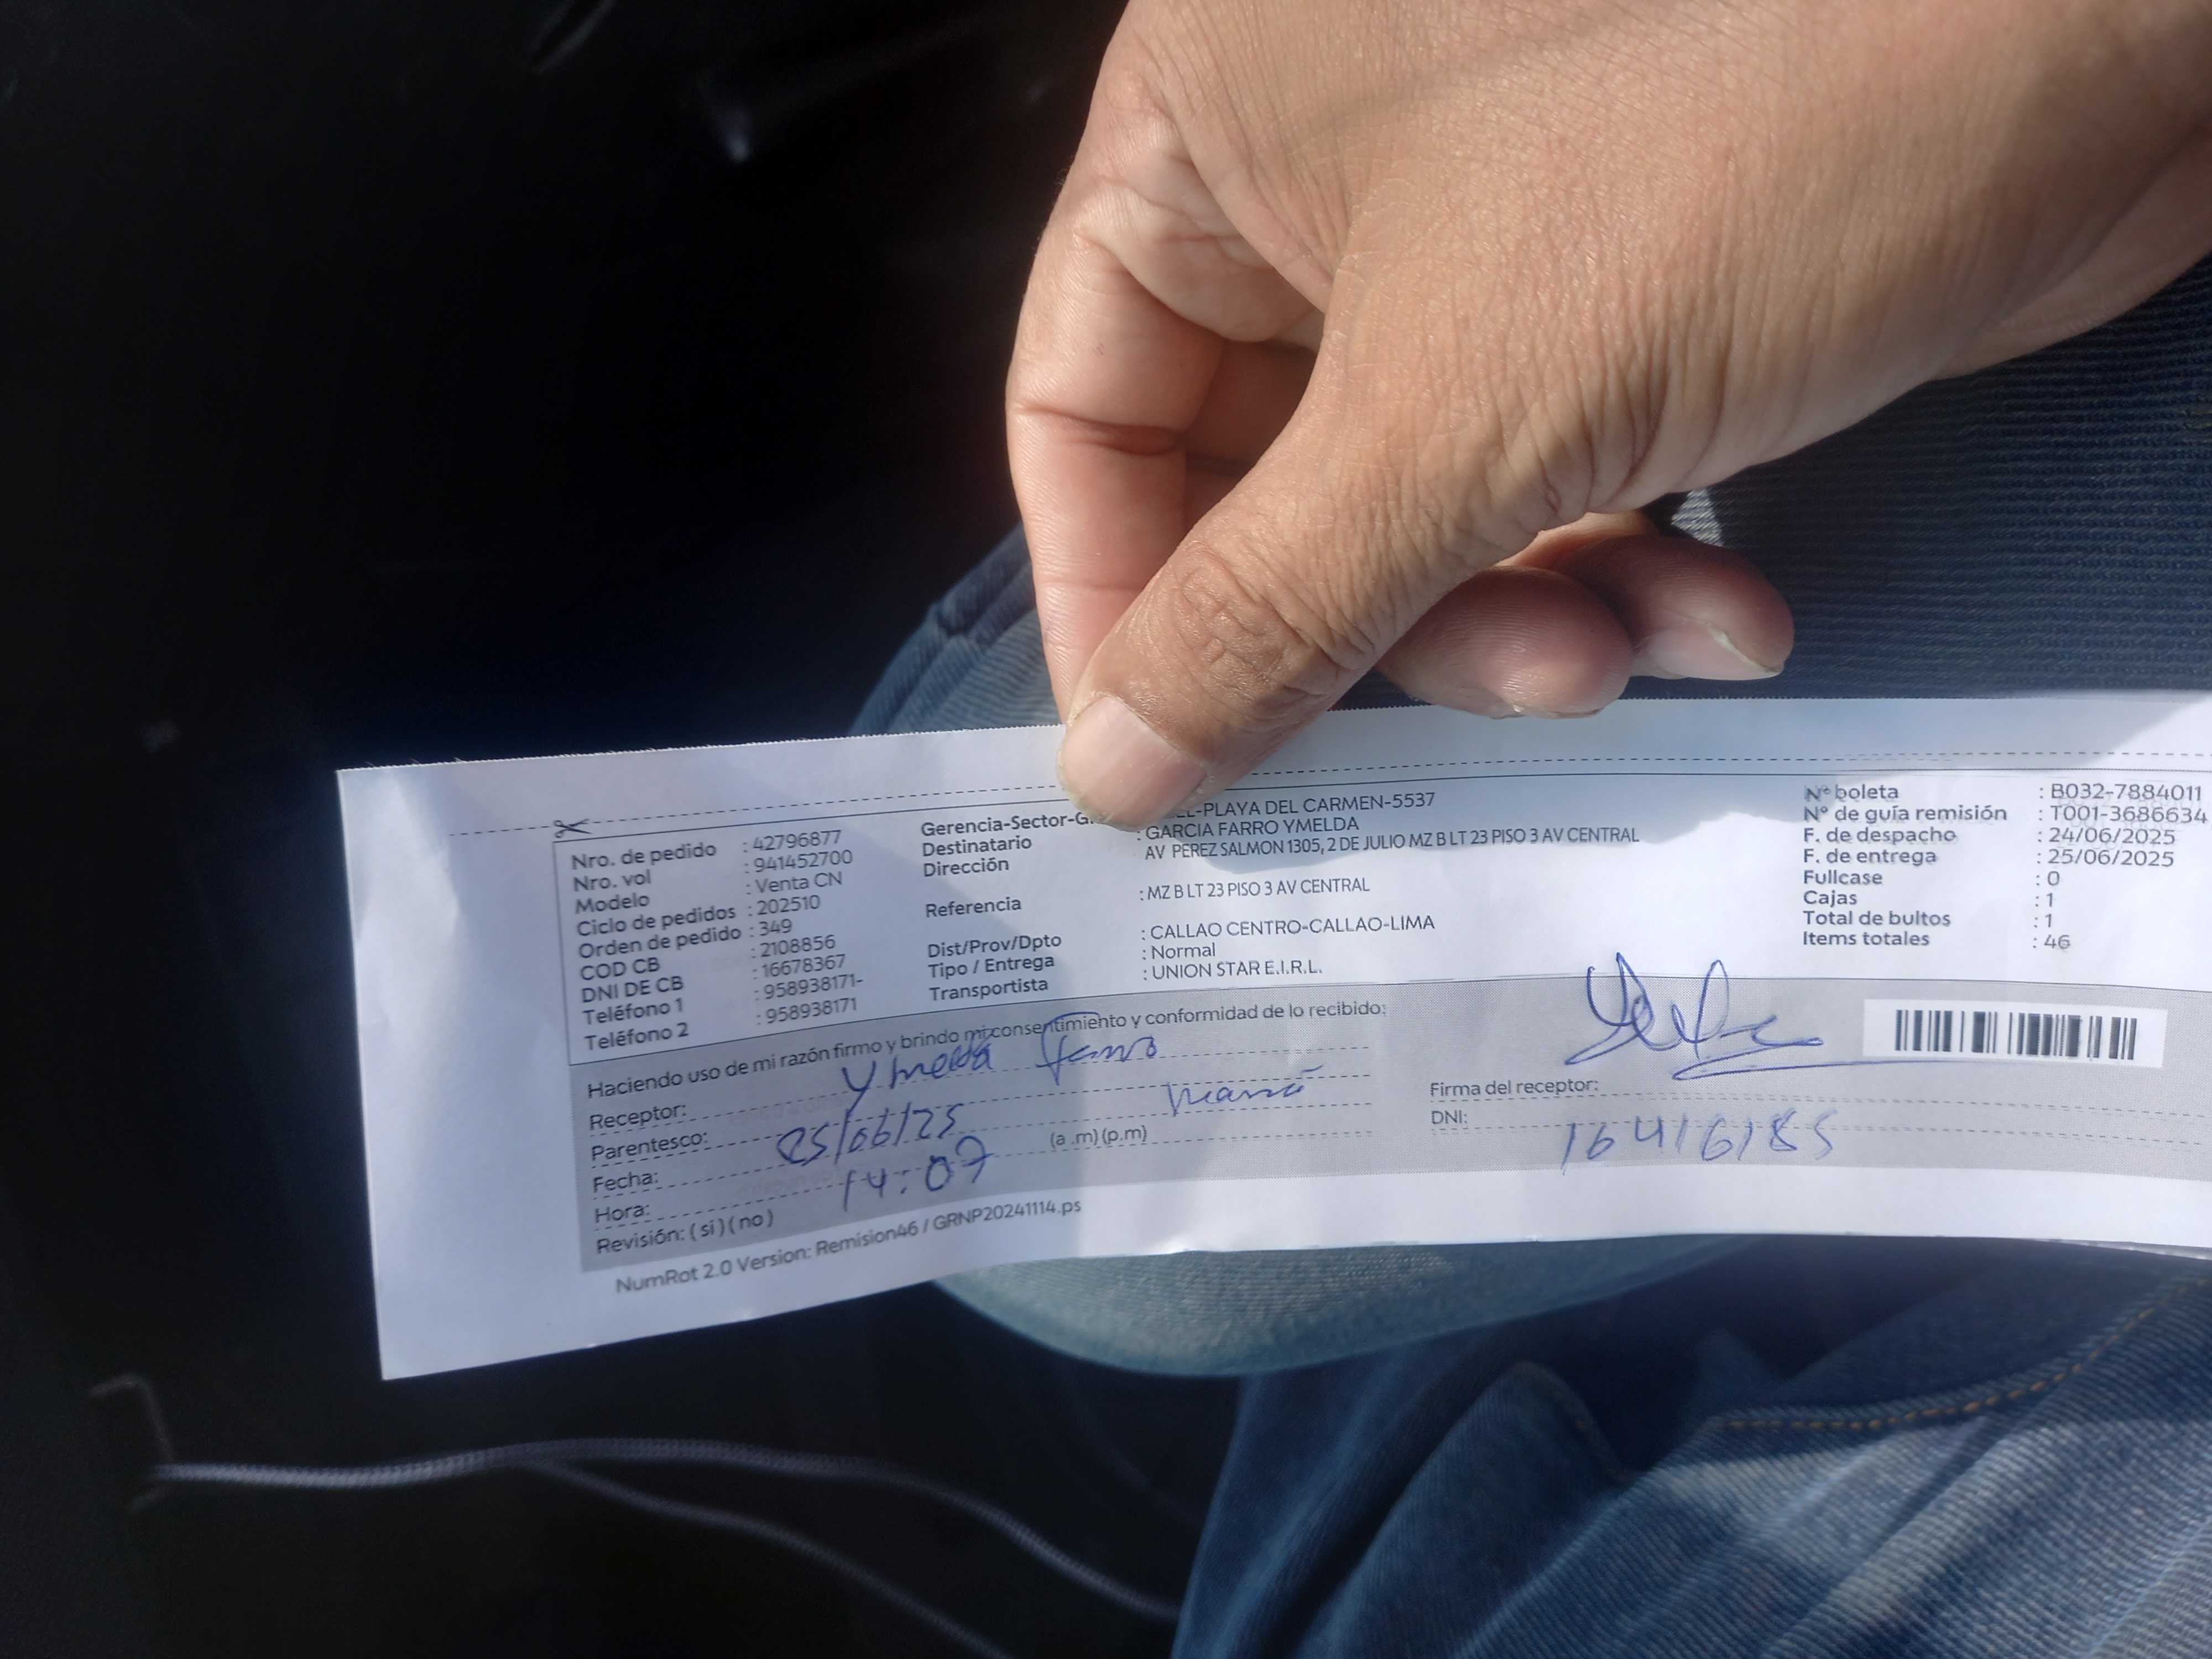 Nro. de pedido : 42796877
Nro. vol : 941452700
Modelo : Venta CN
Ciclo de pedidos : 202510
Orden de pedido : 349
COD CB : 2108856
DNI DE CB : 16678367
Teléfono 1 : 958938171-
Teléfono 2 : 958938171
Gerencia-Sector-G. -PLAYA DEL CARMEN-5537
Destinatario : GARCIA FARRO YMELDA
Dirección AV PEREZ SALMON 1305, 2 DE JULIO MZ B LT 23 PISO 3 AV CENTRAL
Referencia : MZ B LT 23 PISO 3 AV CENTRAL
Dist/Prov/Dpto : CALLAO CENTRO-CALLAO-LIMA
Tipo / Entrega : Normal
Transportista : UNION STAR E.I.R.L.
N° boleta : B032-7884011
N° de guía remisión : T001-3686634
F. de despacho : 24/06/2025
F. de entrega : 25/06/2025
Fullcase : 0
Cajas : 1
Total de bultos : 1
Items totales : 46
Haciendo uso de mi razón firmo y brindo mi consentimiento y conformidad de lo recibido:
Receptor: Ymelda Farro
Parentesco: mamá
Fecha: 25/06/25
Hora: 14:07 (a .m) (p.m)
Revisión: ( si ) ( no )
Firma del receptor:
DNI: 16416185
NumRot 2.0 Version: Remision46 / GRNP20241114.ps